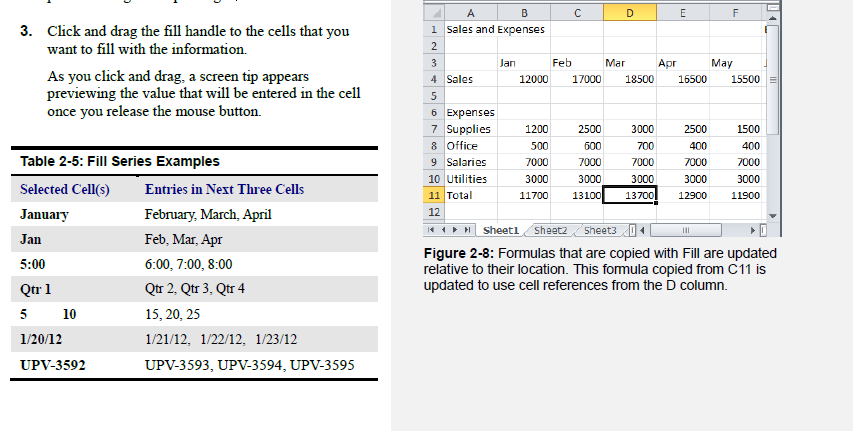 3. Click and drag the fill handle to the cells that you
want to fill with the information.
As you click and drag, a screen tip appears
previewing the value that will be entered in the cell
once you release the mouse button.
Table 2-5: Fill Series Examples
Selected Cell(s) Entries in Next Three Cells
January February, March, April
Jan Feb, Mar, Apr
5:00 6:00, 7:00, 8:00
Qtr 1 Qtr 2, Qtr 3, Qtr 4
5 10 15, 20, 25
1/20/12 1/21/12, 1/22/12, 1/23/12
UPV-3592 UPV-3593, UPV-3594, UPV-3595
A B C D E F
1 Sales and Expenses
2
3 Jan Feb Mar Apr May
4 Sales 12000 17000 18500 16500 15500
5
6 Expenses
7 Supplies 1200 2500 3000 2500 1500
8 Office 500 600 700 400 400
9 Salaries 7000 7000 7000 7000 7000
10 Utilities 3000 3000 3000 3000 3000
11 Total 11700 13100 13700 12900 11900
12
Sheet1 Sheet2 Sheet3
Figure 2-8: Formulas that are copied with Fill are updated
relative to their location. This formula copied from C11 is
updated to use cell references from the D column.